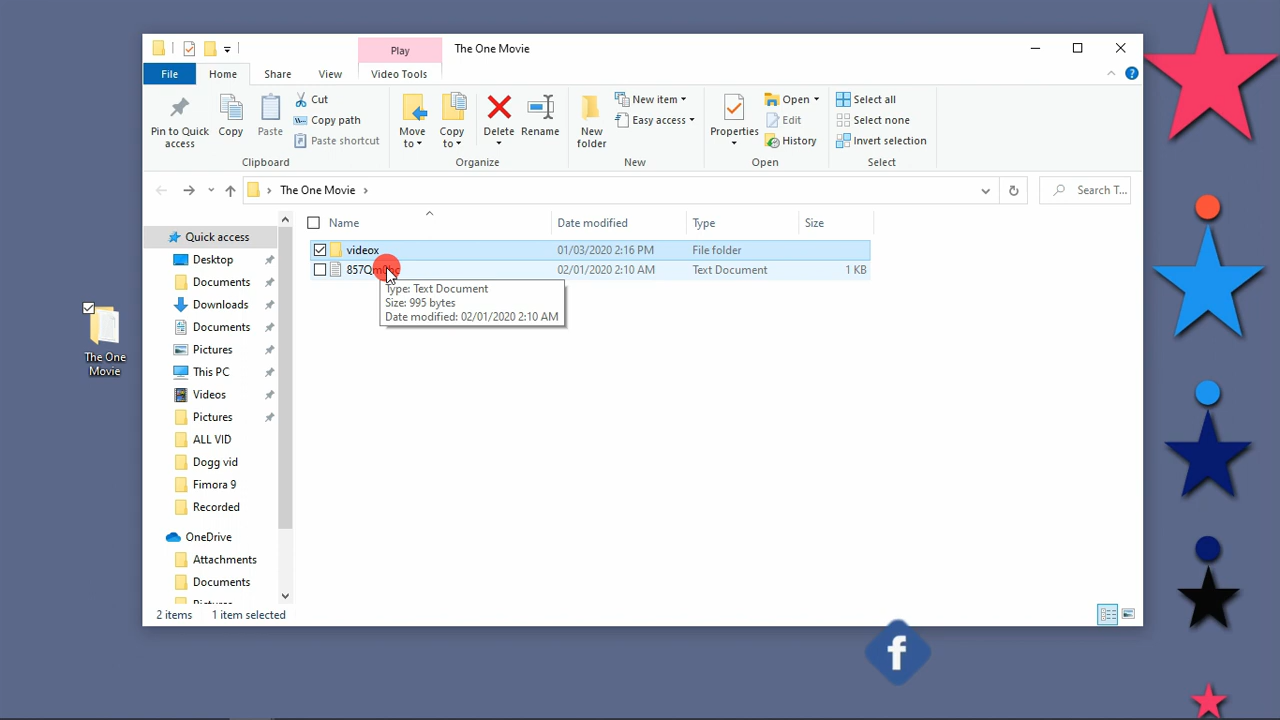 Play
The One Movie
File
Home
Share
View
Video Tools
Pin to Quick access
Copy
Paste
Cut
Copy path
Paste shortcut
Clipboard
Move to
Copy to
Delete
Rename
Organize
New folder
New item
Easy access
New
Properties
Open
Edit
History
Open
Select all
Select none
Invert selection
Select
The One Movie
Search T...
Name
Date modified
Type
Size
videox
01/03/2020 2:16 PM
File folder
02/01/2020 2:10 AM
Text Document
1 KB
Type: Text Document
Size: 995 bytes
Date modified: 02/01/2020 2:10 AM
Quick access
Desktop
Documents
Downloads
Documents
Pictures
This PC
Videos
Pictures
ALL VID
Dogg vid
Fimora 9
Recorded
OneDrive
Attachments
Documents
2 items
1 item selected
The One
Movie
f